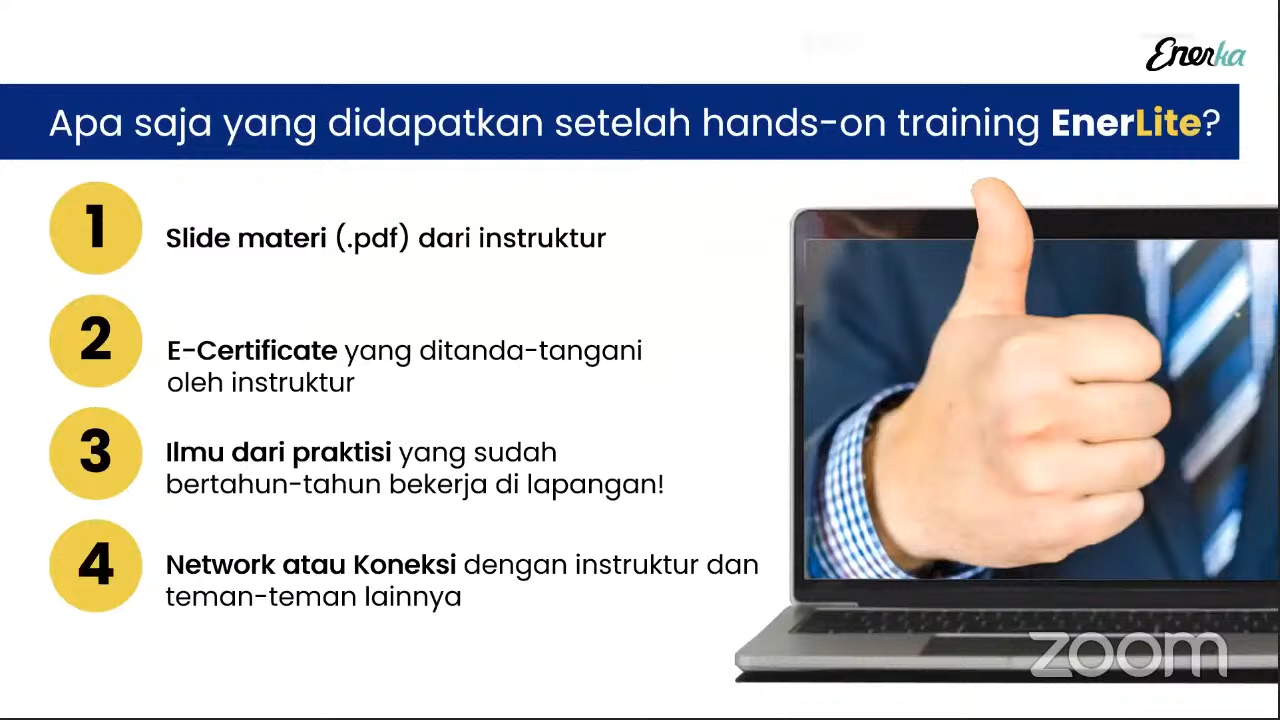 Enerka
Apa saja yang didapatkan setelah hands-on training EnerLite?
1
Slide materi (.pdf) dari instruktur
2
E-Certificate yang ditanda-tangani
oleh instruktur
3
Ilmu dari praktisi yang sudah
bertahun-tahun bekerja di lapangan!
4
Network atau Koneksi dengan instruktur dan
teman-teman lainnya
zoom